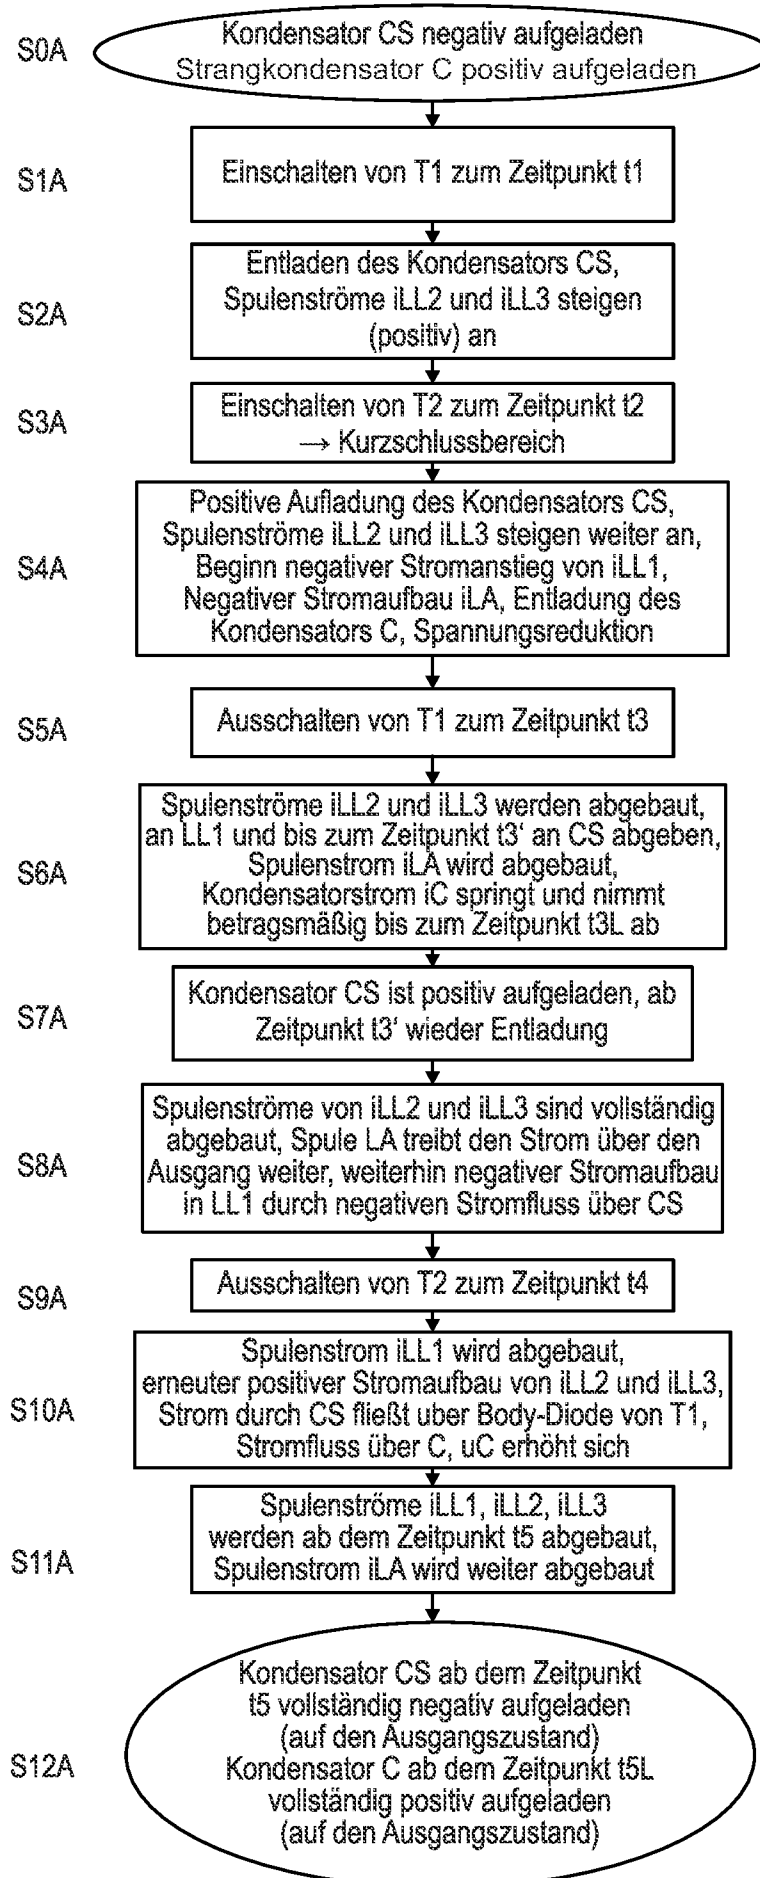 S0A
Kondensator CS negativ aufgeladen
Strangkondensator C positiv aufgeladen
S1A
Einschalten von T1 zum Zeitpunkt t1
S2A
Entladen des Kondensators CS,
Spulenströme iLL2 und iLL3 steigen
(positiv) an
S3A
Einschalten von T2 zum Zeitpunkt t2
→ Kurzschlussbereich
S4A
Positive Aufladung des Kondensators CS,
Spulenströme iLL2 und iLL3 steigen weiter an,
Beginn negativer Stromanstieg von iLL1,
Negativer Stromaufbau iLA, Entladung des
Kondensators C, Spannungsreduktion
S5A
Ausschalten von T1 zum Zeitpunkt t3
S6A
Spulenströme iLL2 und iLL3 werden abgebaut,
an LL1 und bis zum Zeitpunkt t3‘ an CS abgeben,
Spulenstrom iLA wird abgebaut,
Kondensatorstrom iC springt und nimmt
betragsmäßig bis zum Zeitpunkt t3L ab
S7A
Kondensator CS ist positiv aufgeladen, ab
Zeitpunkt t3‘ wieder Entladung
S8A
Spulenströme von iLL2 und iLL3 sind vollständig
abgebaut, Spule LA treibt den Strom über den
Ausgang weiter, weiterhin negativer Stromaufbau
in LL1 durch negativen Stromfluss über CS
S9A
Ausschalten von T2 zum Zeitpunkt t4
S10A
Spulenstrom iLL1 wird abgebaut,
erneuter positiver Stromaufbau von iLL2 und iLL3,
Strom durch CS fließt uber Body-Diode von T1,
Stromfluss über C, uC erhöht sich
S11A
Spulenströme iLL1, iLL2, iLL3
werden ab dem Zeitpunkt t5 abgebaut,
Spulenstrom iLA wird weiter abgebaut
S12A
Kondensator CS ab dem Zeitpunkt
t5 vollständig negativ aufgeladen
(auf den Ausgangszustand)
Kondensator C ab dem Zeitpunkt t5L
vollständig positiv aufgeladen
(auf den Ausgangszustand)